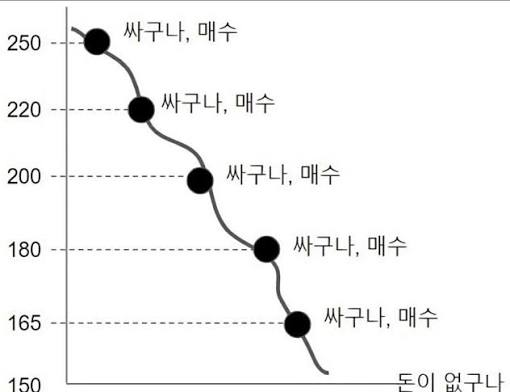 250 싸구나, 매수
220 싸구나, 매수
200 싸구나, 매수
180 싸구나, 매수
165 싸구나, 매수
150 돈이 없구나